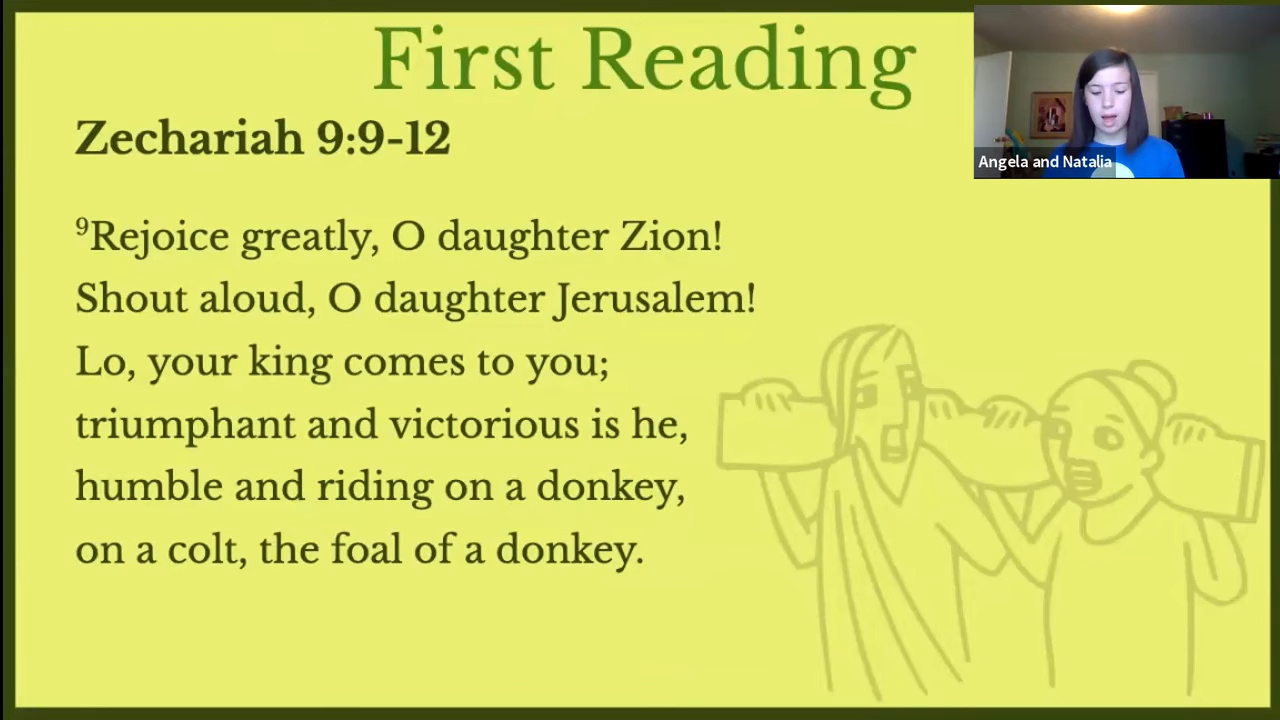 First Reading
Zechariah 9:9-12
⁹Rejoice greatly, O daughter Zion!
Shout aloud, O daughter Jerusalem!
Lo, your king comes to you;
triumphant and victorious is he,
humble and riding on a donkey,
on a colt, the foal of a donkey.
Angela and Natalia